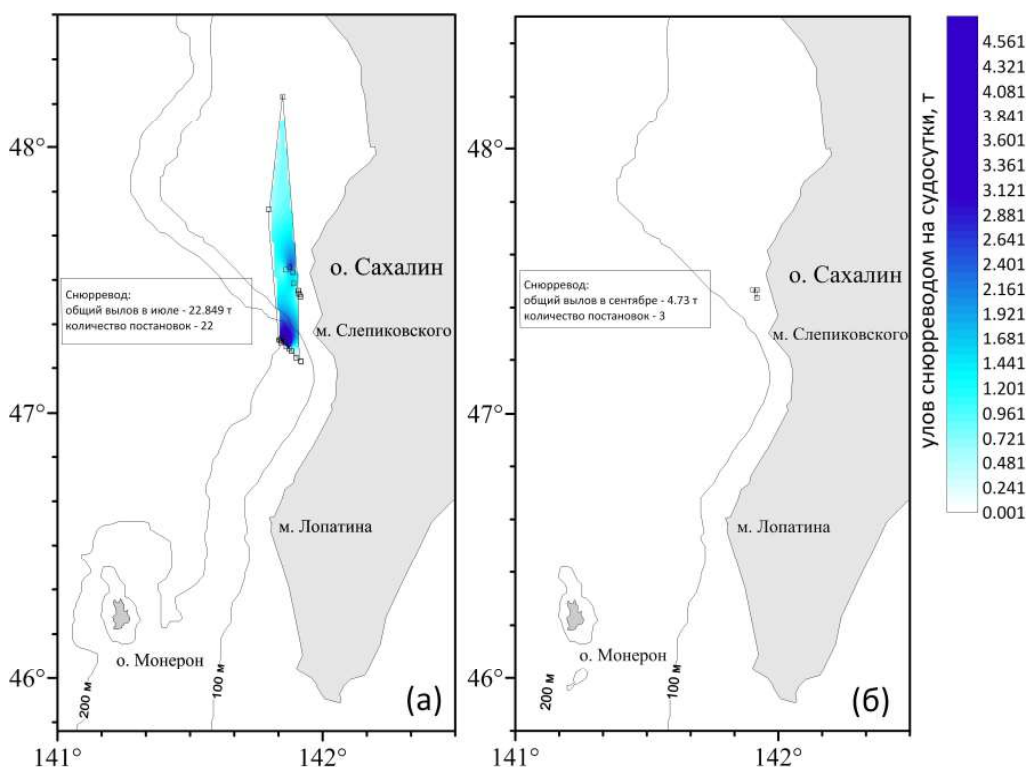 48°
47°
46°
141°
142°
Снюрревод:
общий вылов в июле - 22.849 т
количество постановок - 22
о. Сахалин
м. Слепиковского
м. Лопатина
о. Монерон
200 м
100 м
(а)
48°
47°
46°
141°
142°
Снюрревод:
общий вылов в сентябре - 4.73 т
количество постановок - 3
о. Сахалин
м. Слепиковского
м. Лопатина
о. Монерон
200 м
100 м
(б)
улов снюрреводом на судосутки, т
4.561
4.321
4.081
3.841
3.601
3.361
3.121
2.881
2.641
2.401
2.161
1.921
1.681
1.441
1.201
0.961
0.721
0.481
0.241
0.001